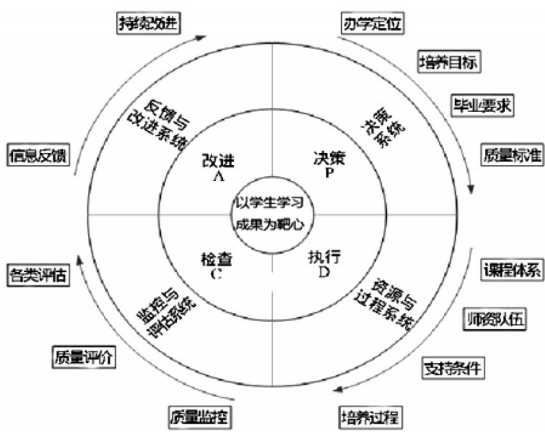 持续改进
办学定位
培养目标
毕业要求
质量标准
信息反馈
反馈与
改进系统
决策
系统
改进
A
决策
P
以学生学习
成果为靶心
检查
C
执行
D
监控与
评估系统
资源与
过程系统
各类评估
质量评价
质量监控
课程体系
师资队伍
支持条件
培养过程